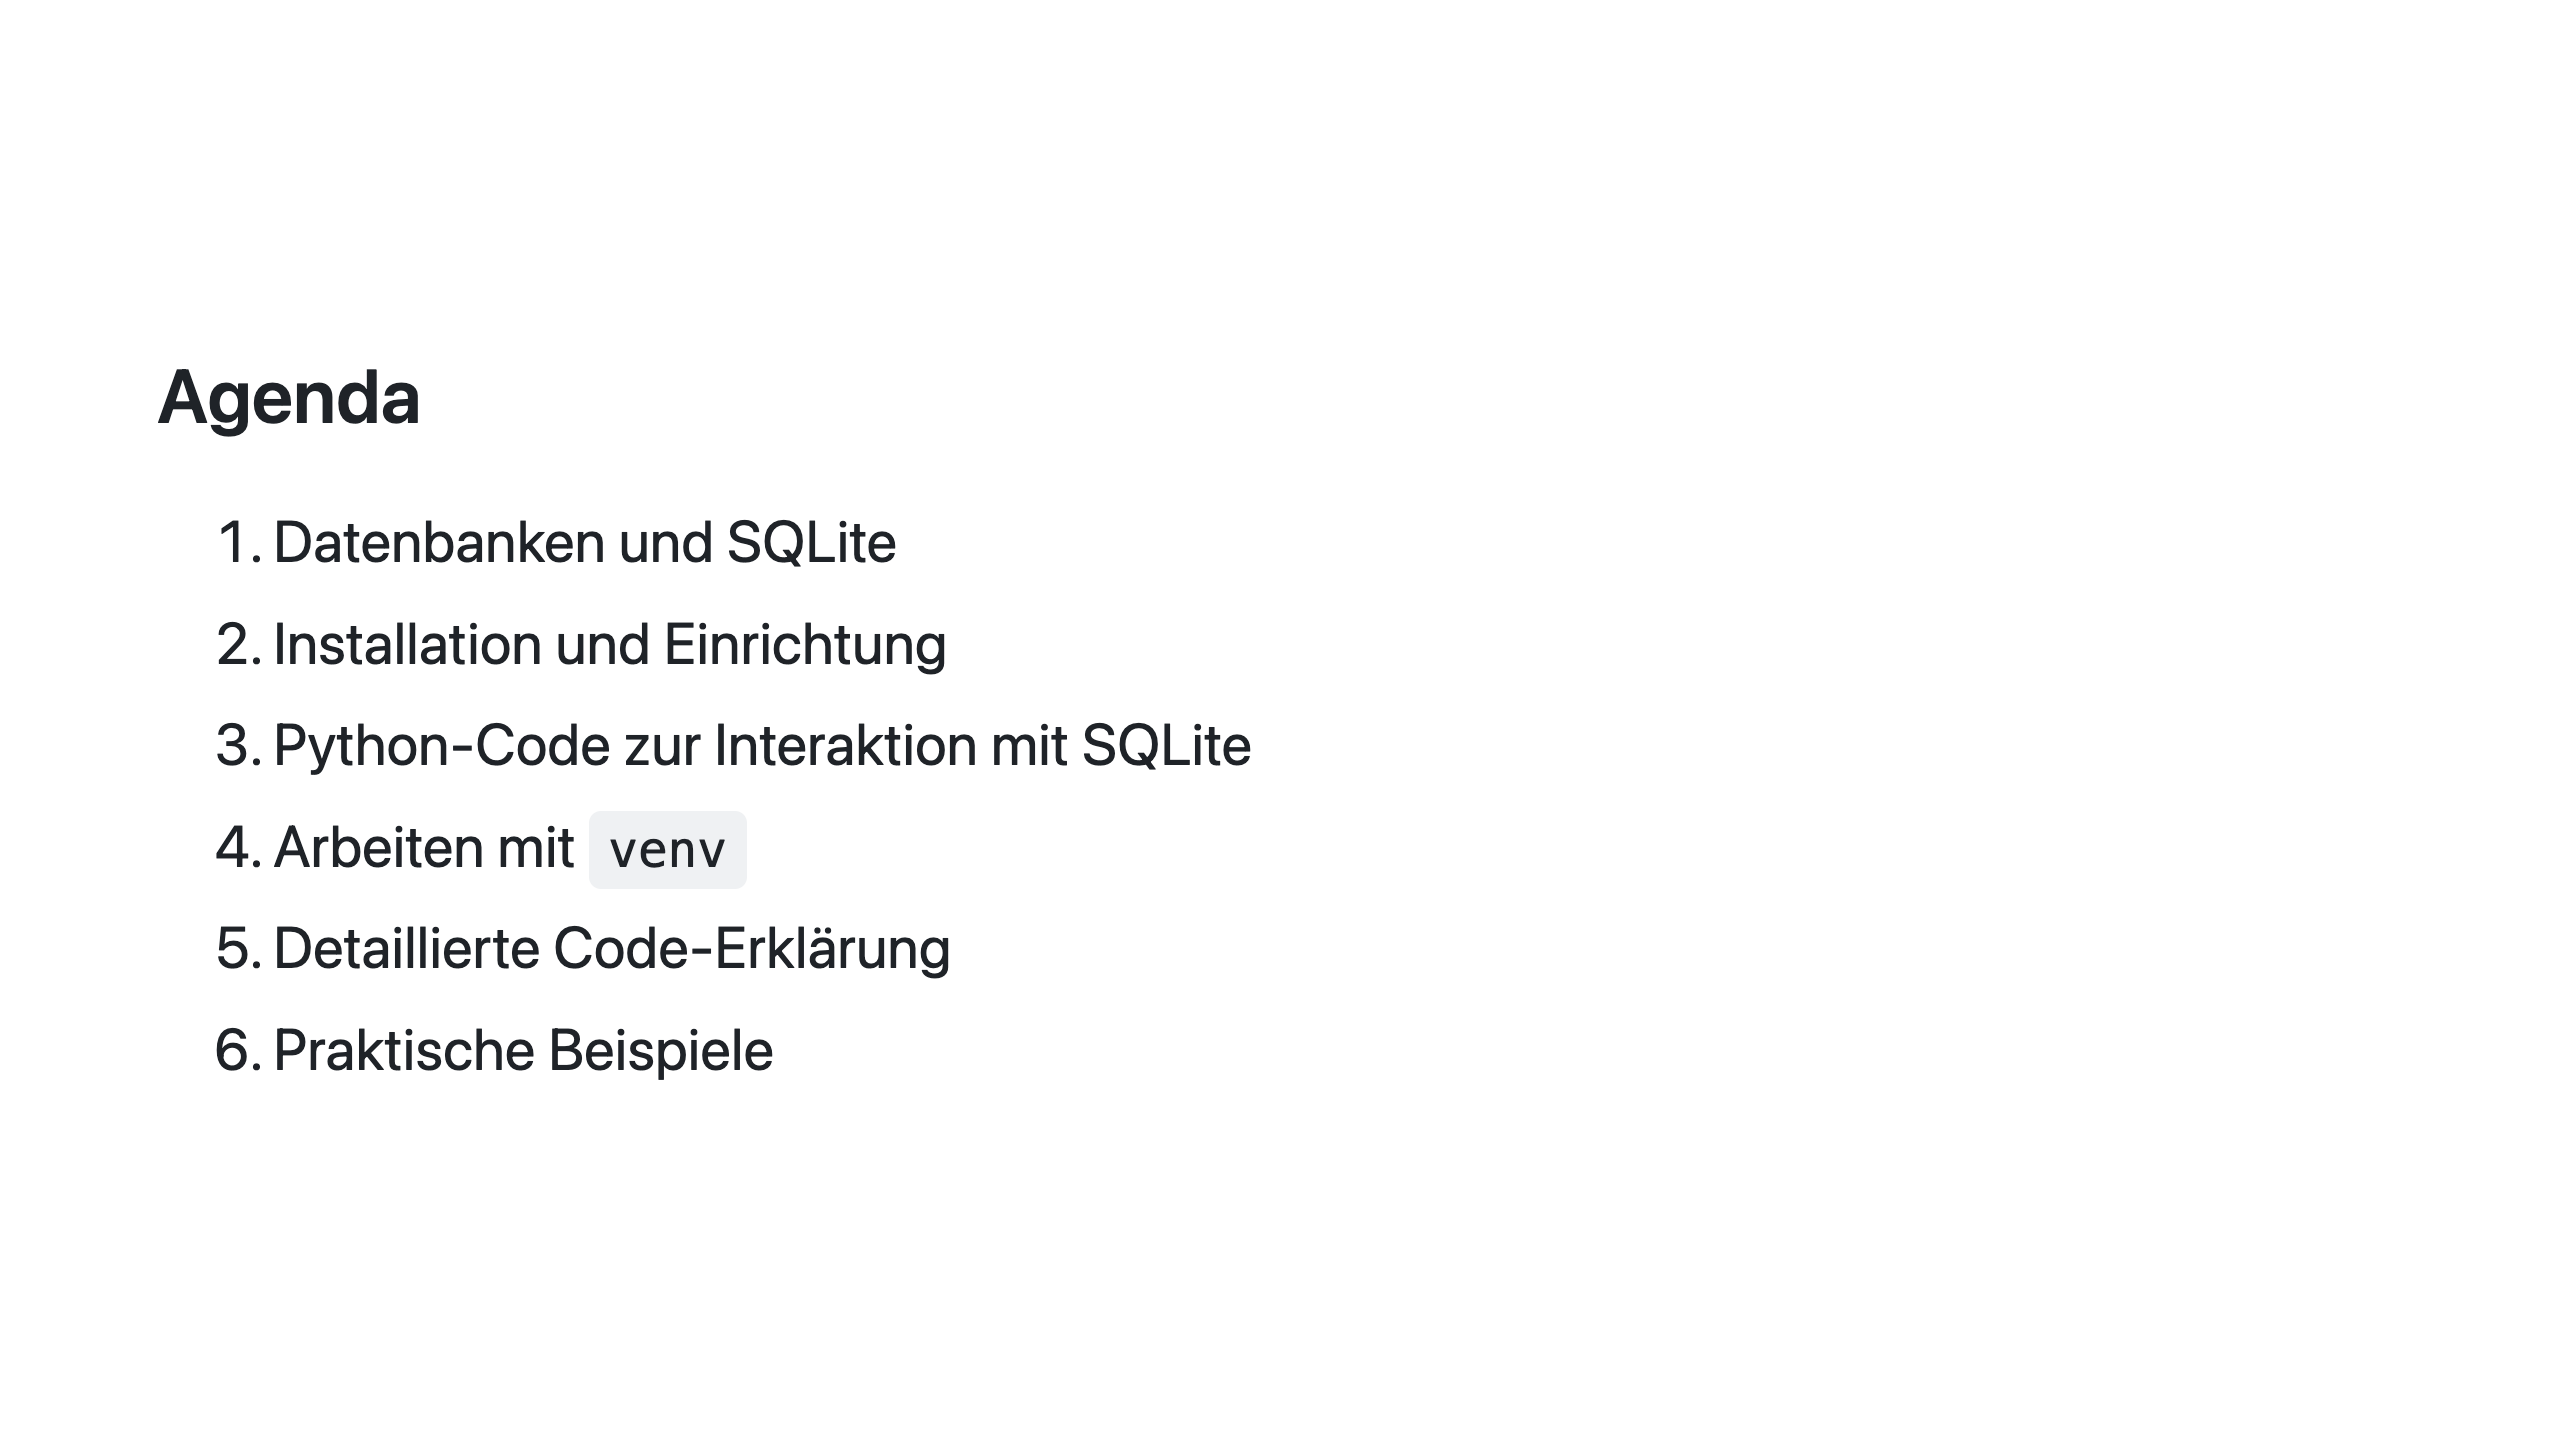 Agenda
1. Datenbanken und SQLite
2. Installation und Einrichtung
3. Python-Code zur Interaktion mit SQLite
4. Arbeiten mit venv
5. Detaillierte Code-Erklärung
6. Praktische Beispiele